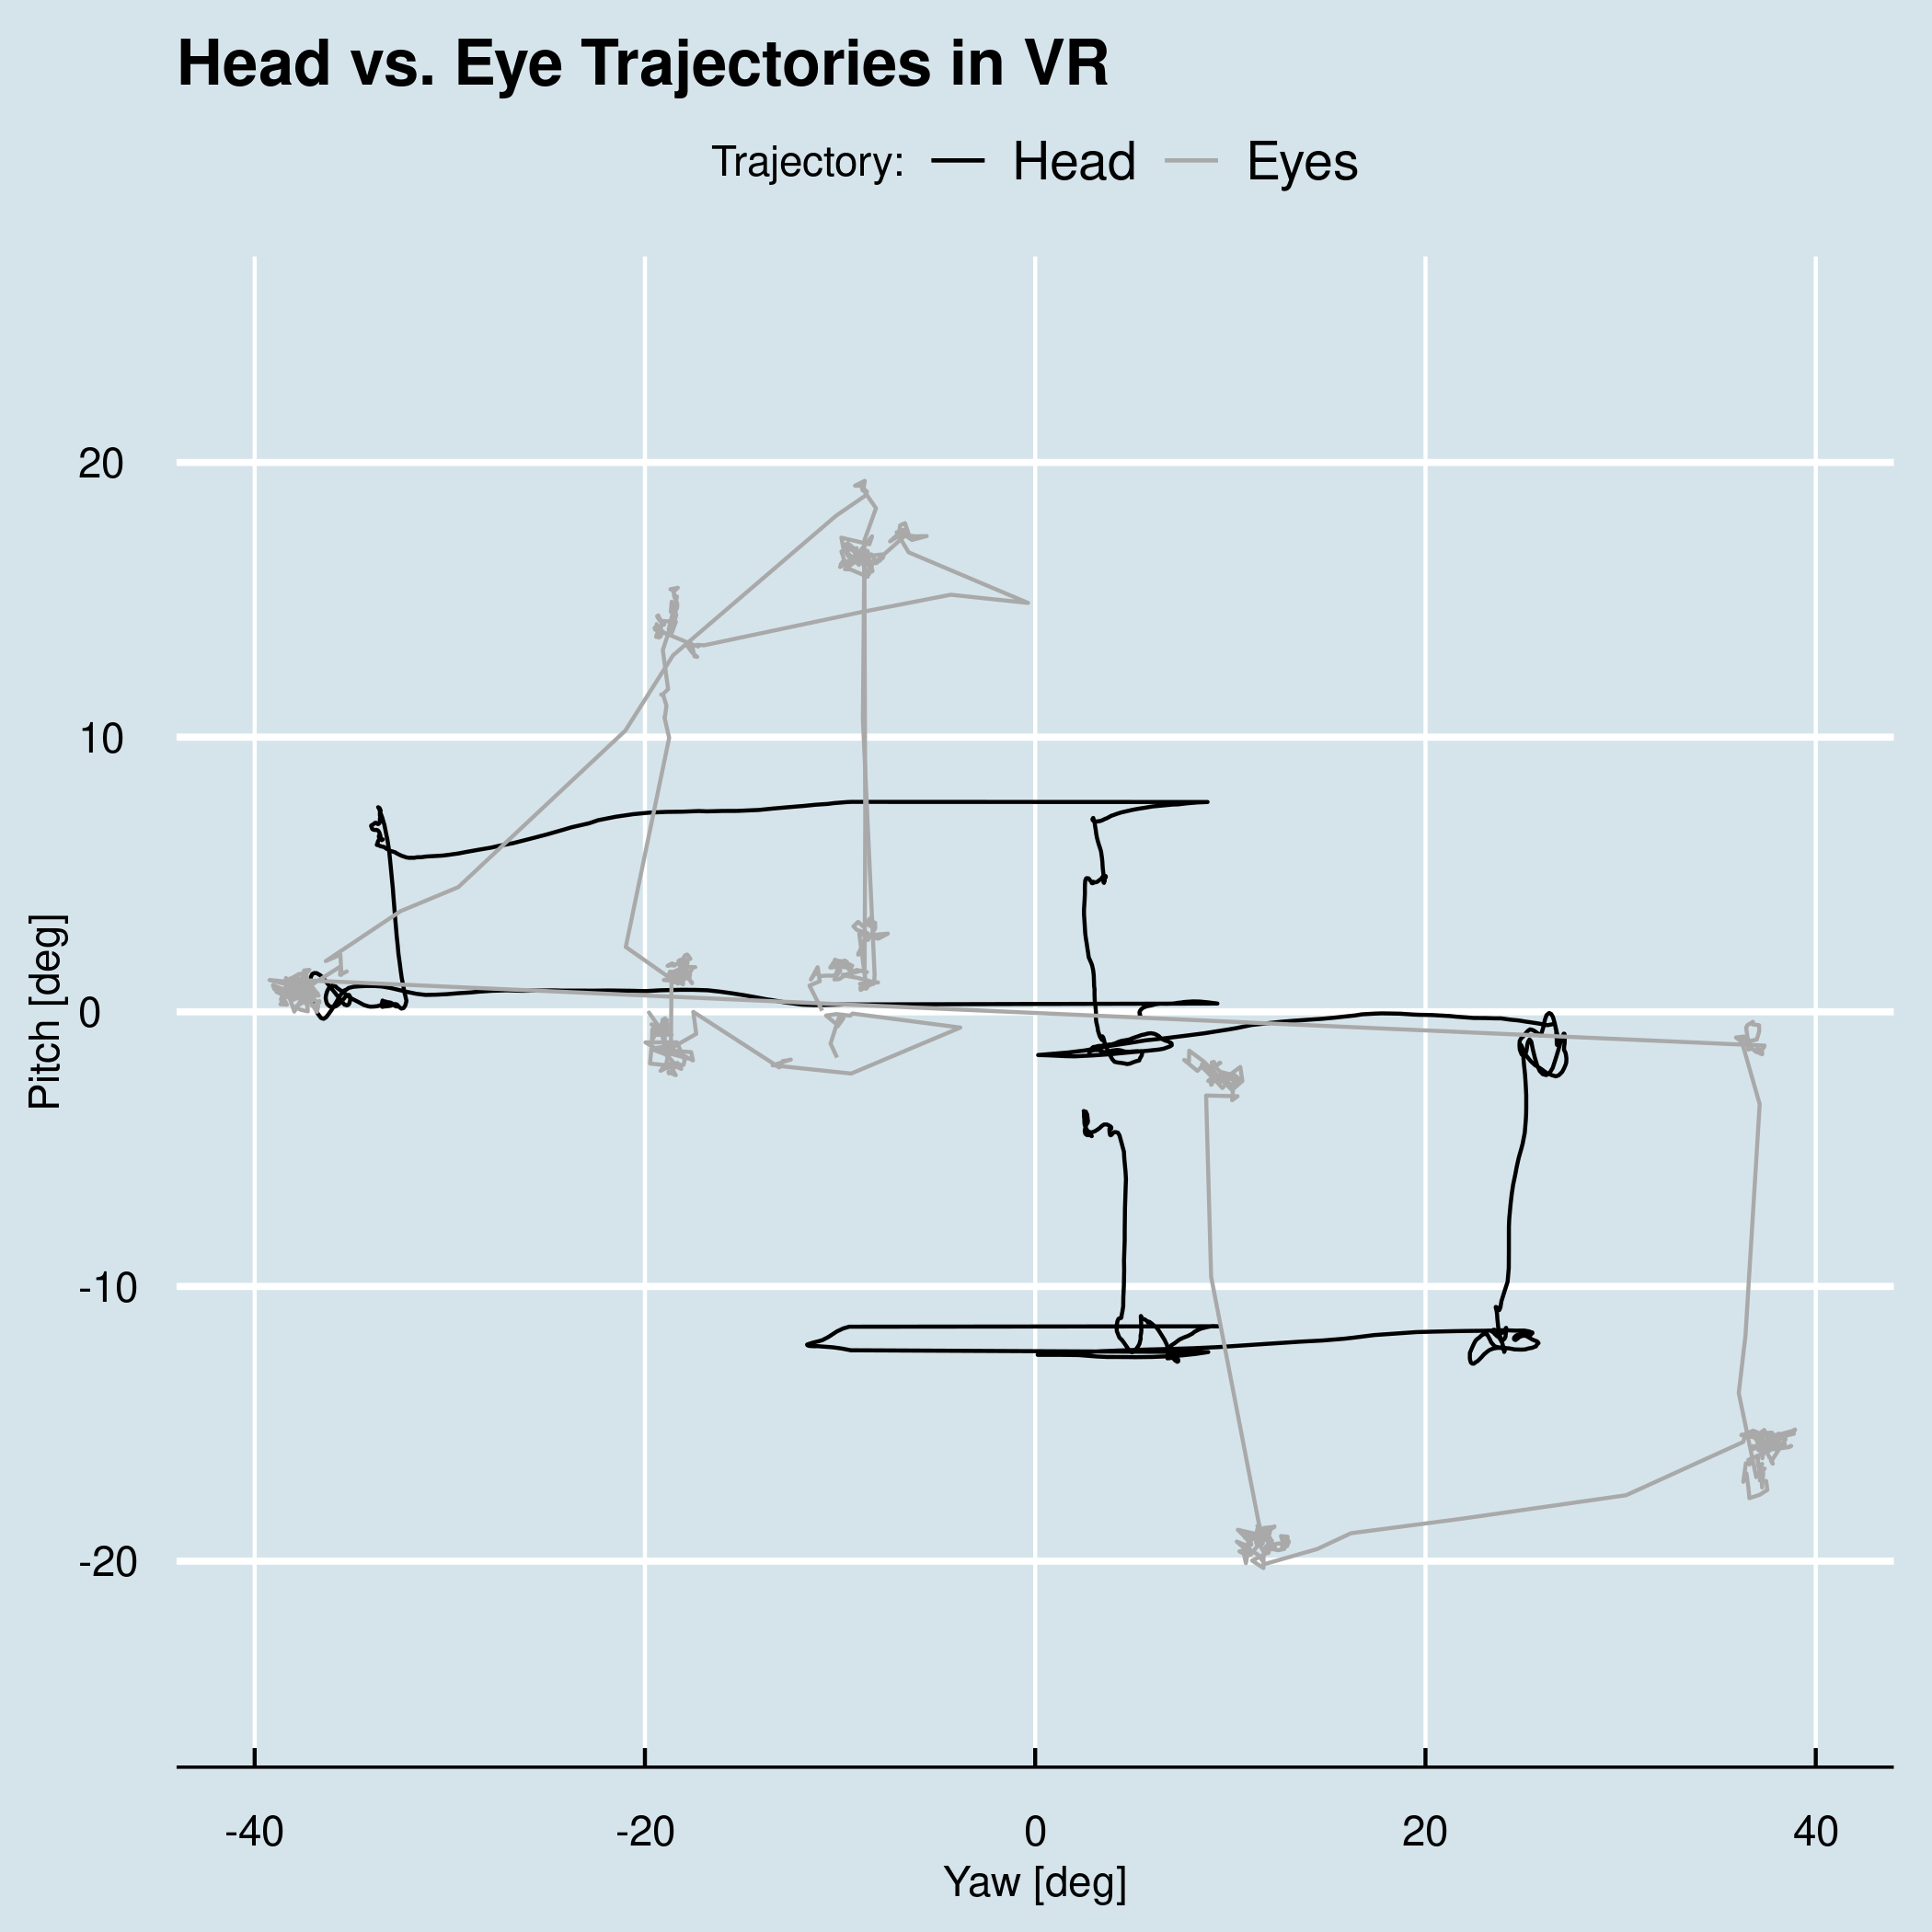 Head vs. Eye Trajectories in VR
Trajectory: Head Eyes
20
10
0
-10
-20
Pitch [deg]
-40 -20 0 20 40
Yaw [deg]